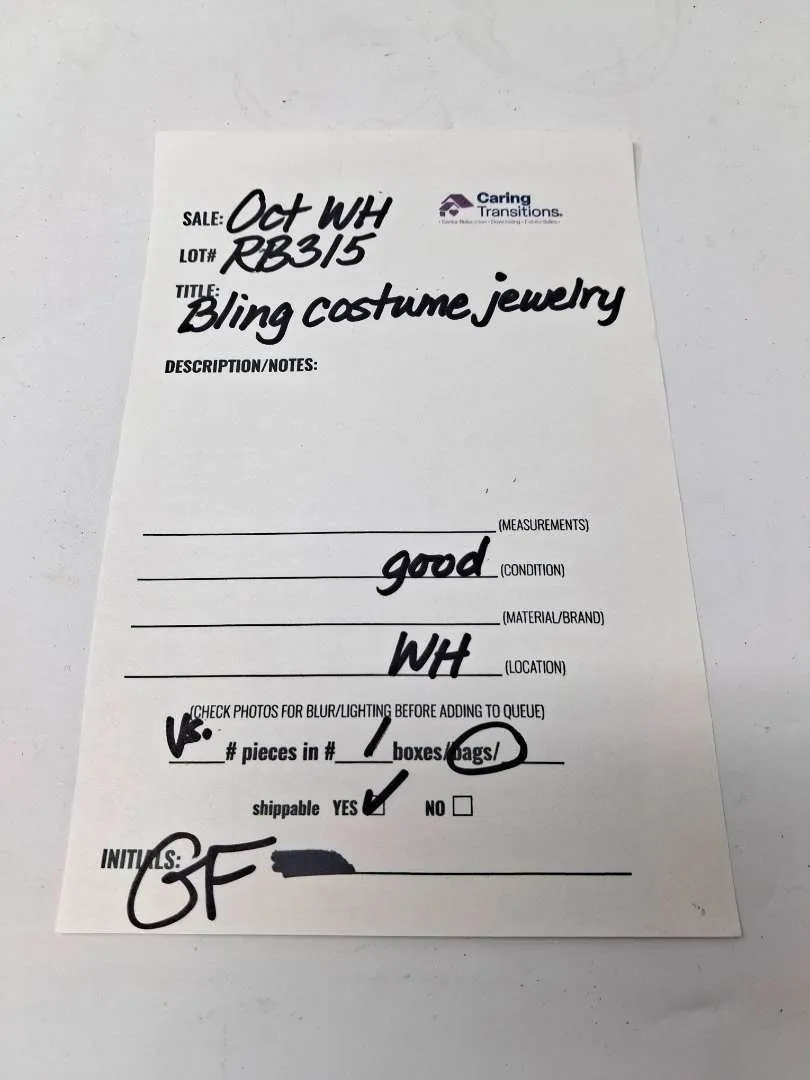 SALE: Oct WH
Caring
Transitions.
LOT# RB315
TITLE:
Bling costume jewelry
DESCRIPTION/NOTES:
(MEASUREMENTS)
good (CONDITION)
(MATERIAL/BRAND)
WH (LOCATION)
(CHECK PHOTOS FOR BLUR/LIGHTING BEFORE ADDING TO QUEUE)
Vs. # pieces in # 1 boxes/bags/
shippable YES NO
INITIALS: GF